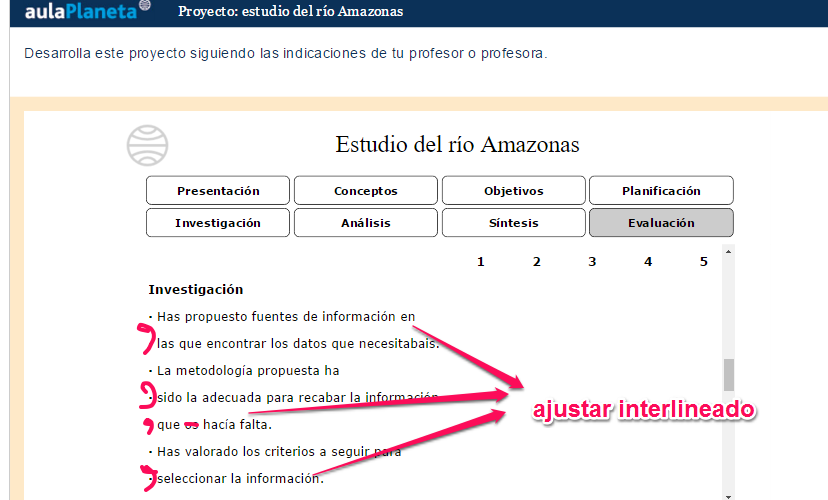 aulaPlaneta Proyecto: estudio del río Amazonas
Desarrolla este proyecto siguiendo las indicaciones de tu profesor o profesora.
Estudio del río Amazonas
Presentación Conceptos Objetivos Planificación
Investigación Análisis Síntesis Evaluación
1 2 3 4 5
Investigación
· Has propuesto fuentes de información en
las que encontrar los datos que necesitabais.
· La metodología propuesta ha
· sido la adecuada para recabar la información
que os hacía falta.
· Has valorado los criterios a seguir para
· seleccionar la información.
ajustar interlineado